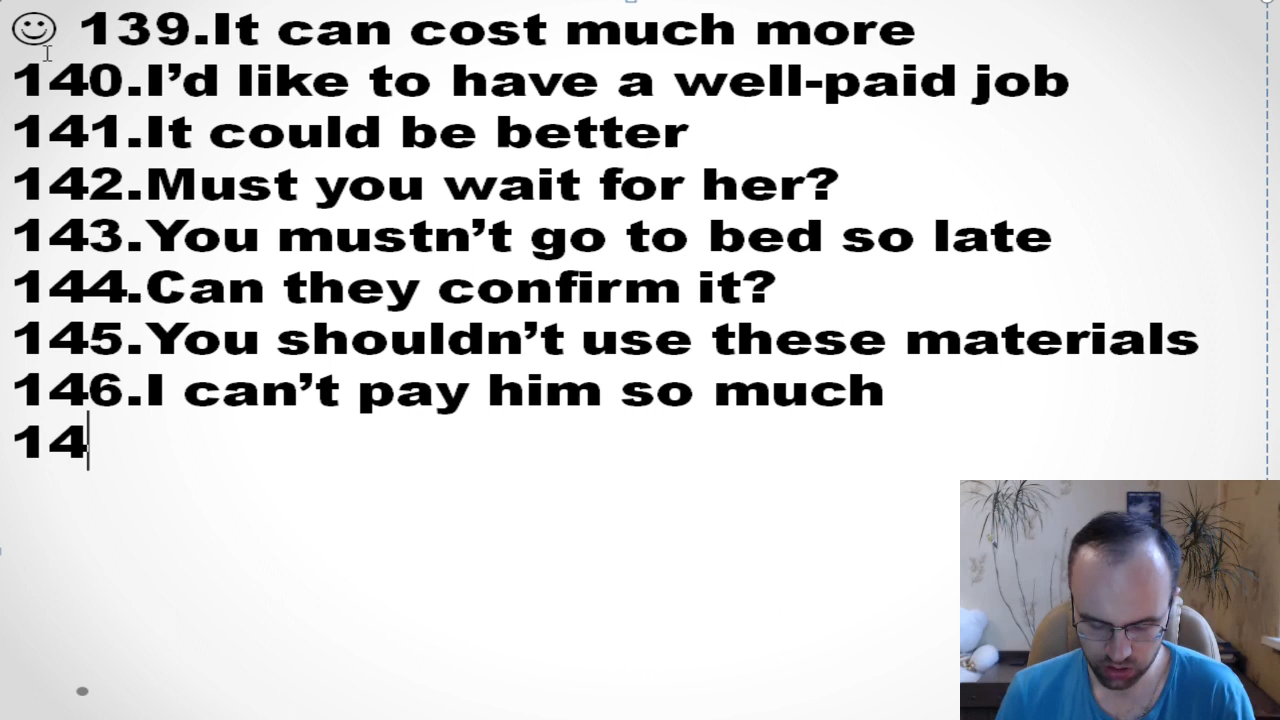 ☺ 139.It can cost much more
140.I’d like to have a well-paid job
141.It could be better
142.Must you wait for her?
143.You mustn’t go to bed so late
144.Can they confirm it?
145.You shouldn’t use these materials
146.I can’t pay him so much
14